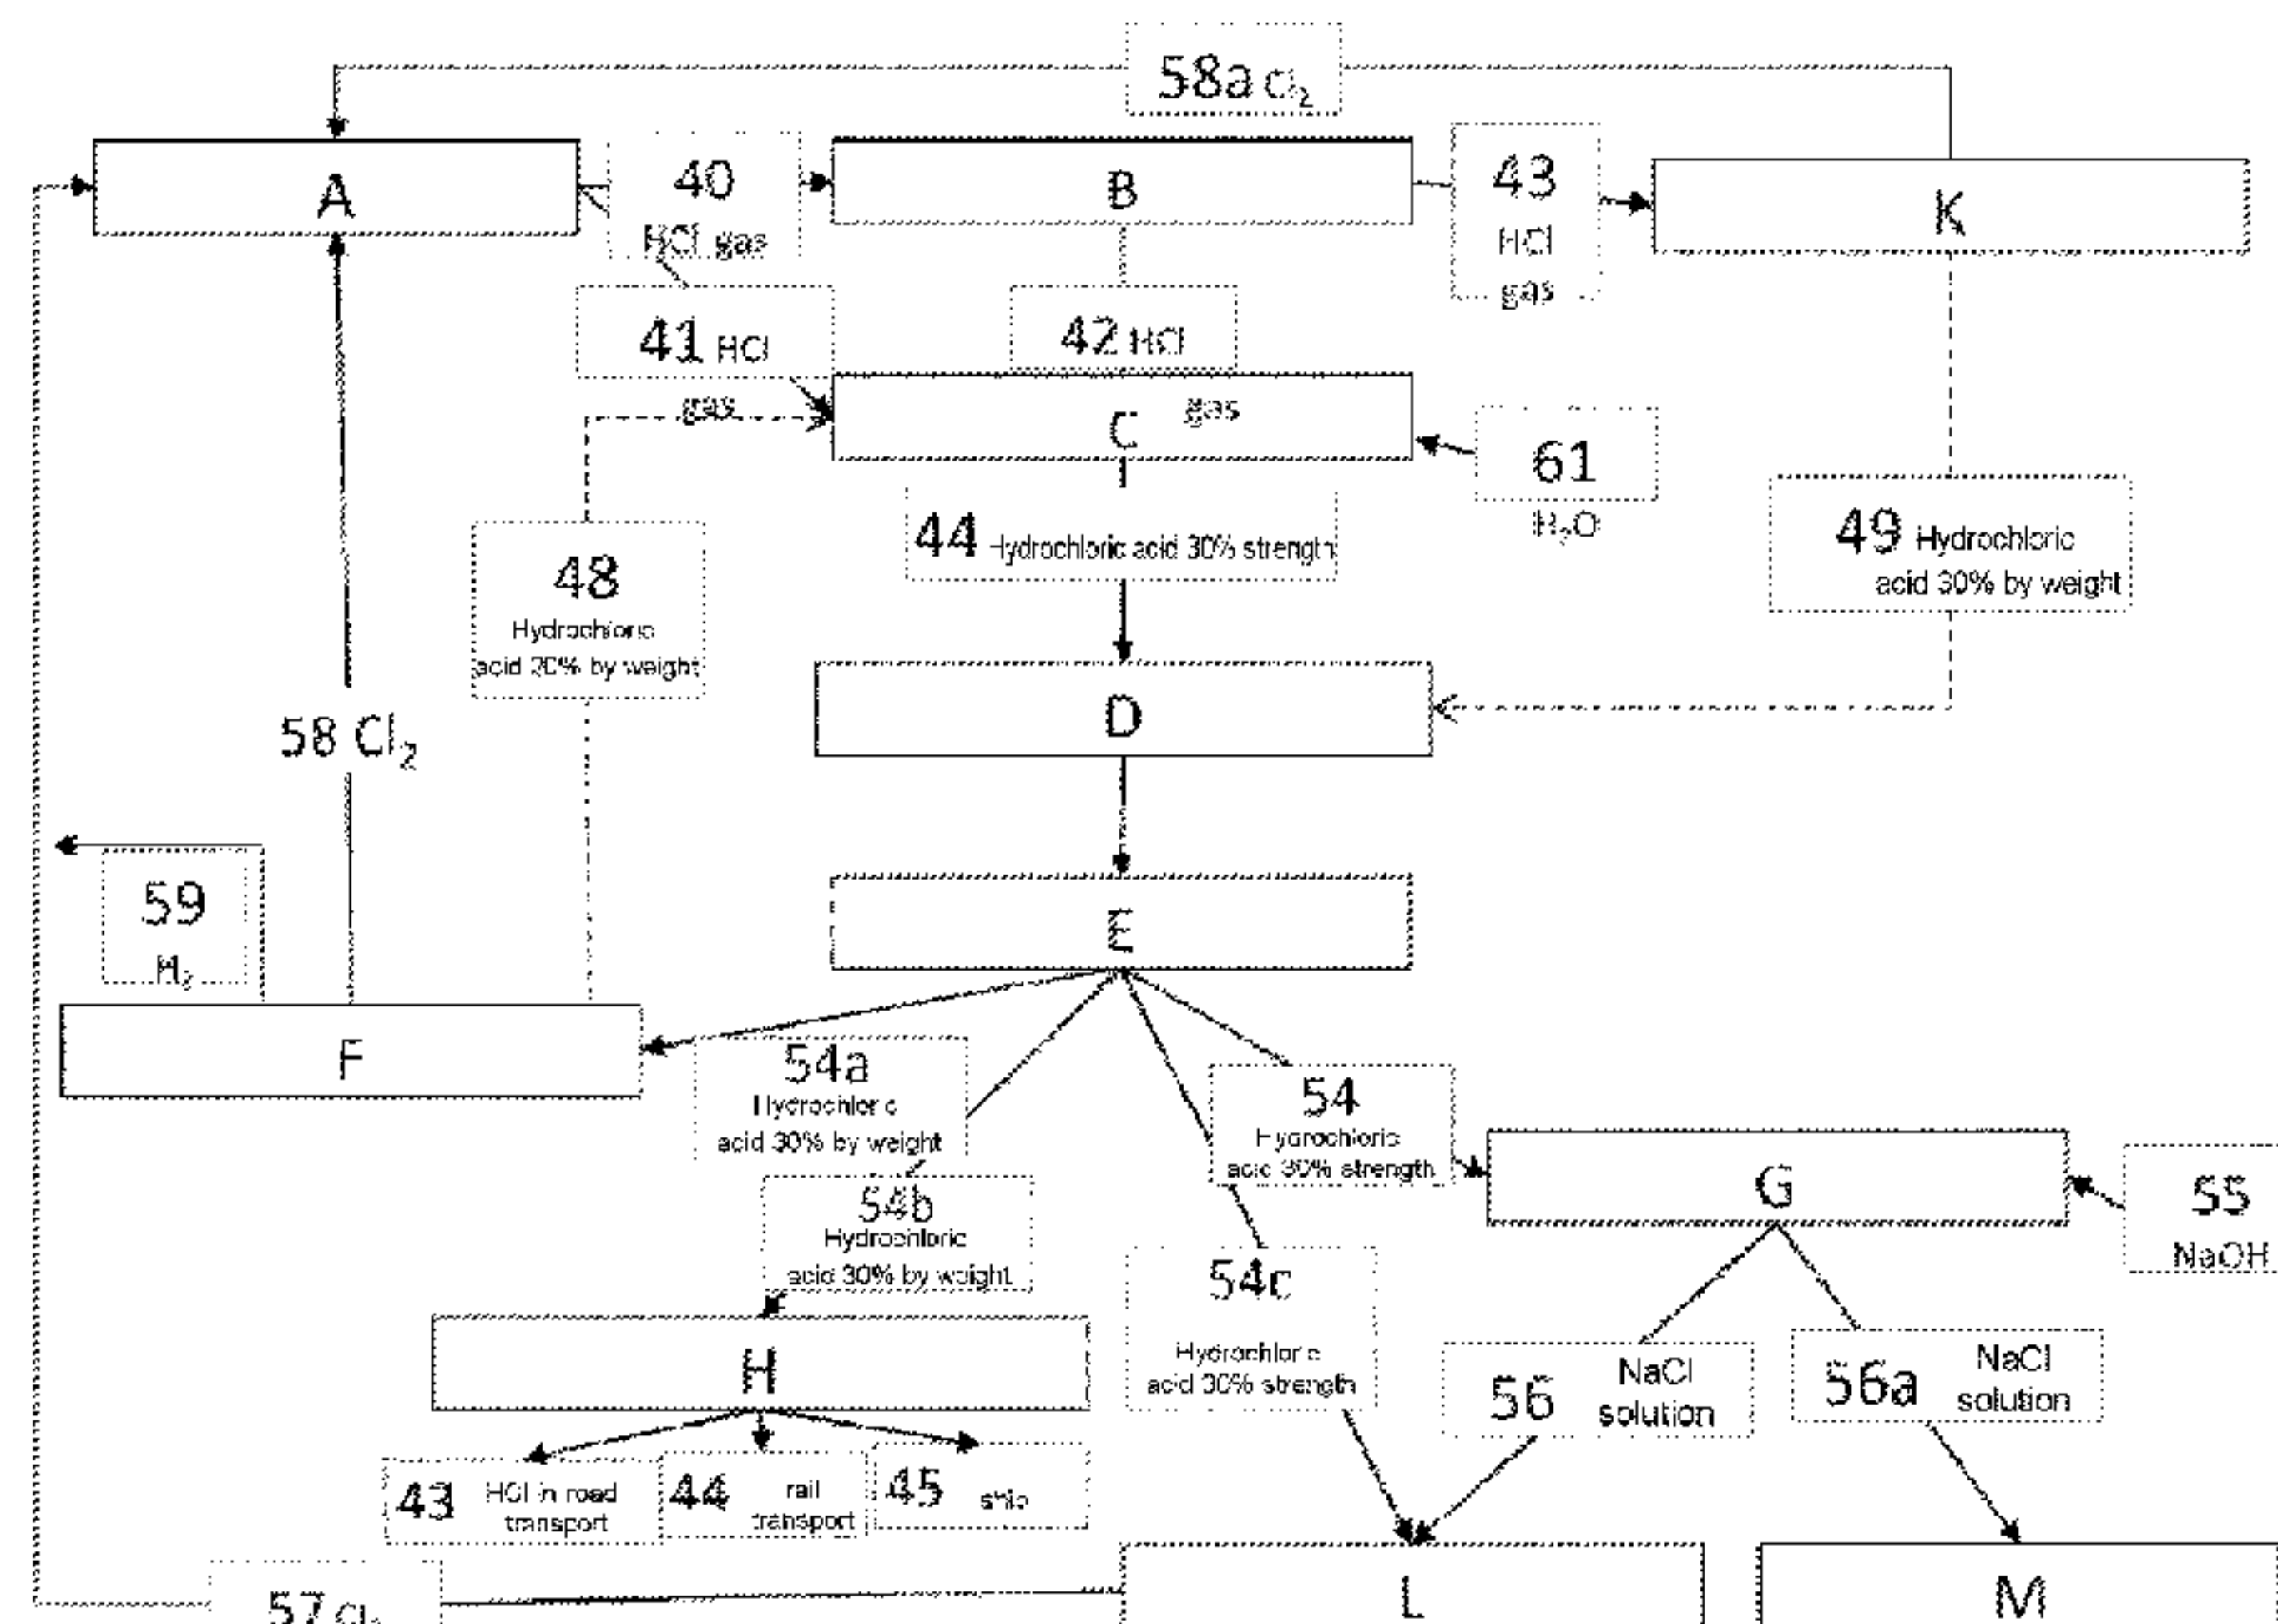 58a Cl₂
A
40
HCl gas
B
43
HCl
gas
K
41 HCl
gas
42 HCl
gas
C
61
H₂O
44 Hydrochloric acid 30% strength
48
Hydrochloric
acid 20% by weight
49 Hydrochloric
acid 30% by weight
D
58 Cl₂
59
H₂
E
F
54a
Hydrochloric
acid 30% by weight
54
Hydrochloric
acid 30% strength
G
55
NaOH
54b
Hydrochloric
acid 30% by weight
54c
Hydrochloric
acid 30% strength
H
56 NaCl
solution
56a NaCl
solution
43 HCl in road
transport
44 rail
transport
45 ship
L
M
57 Cl₂